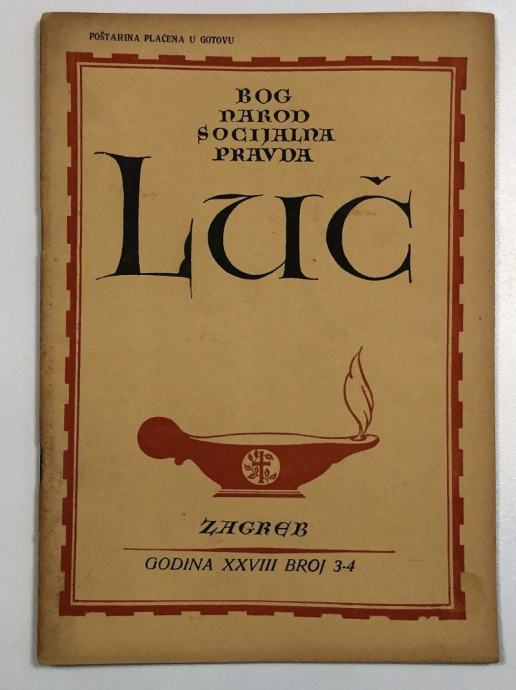 POŠTARINA PLAĆENA U GOTOVU
BOG
NAROD
SOCIJALNA
PRAVDA
LUČ
ZAGREB
GODINA XXVIII BROJ 3-4